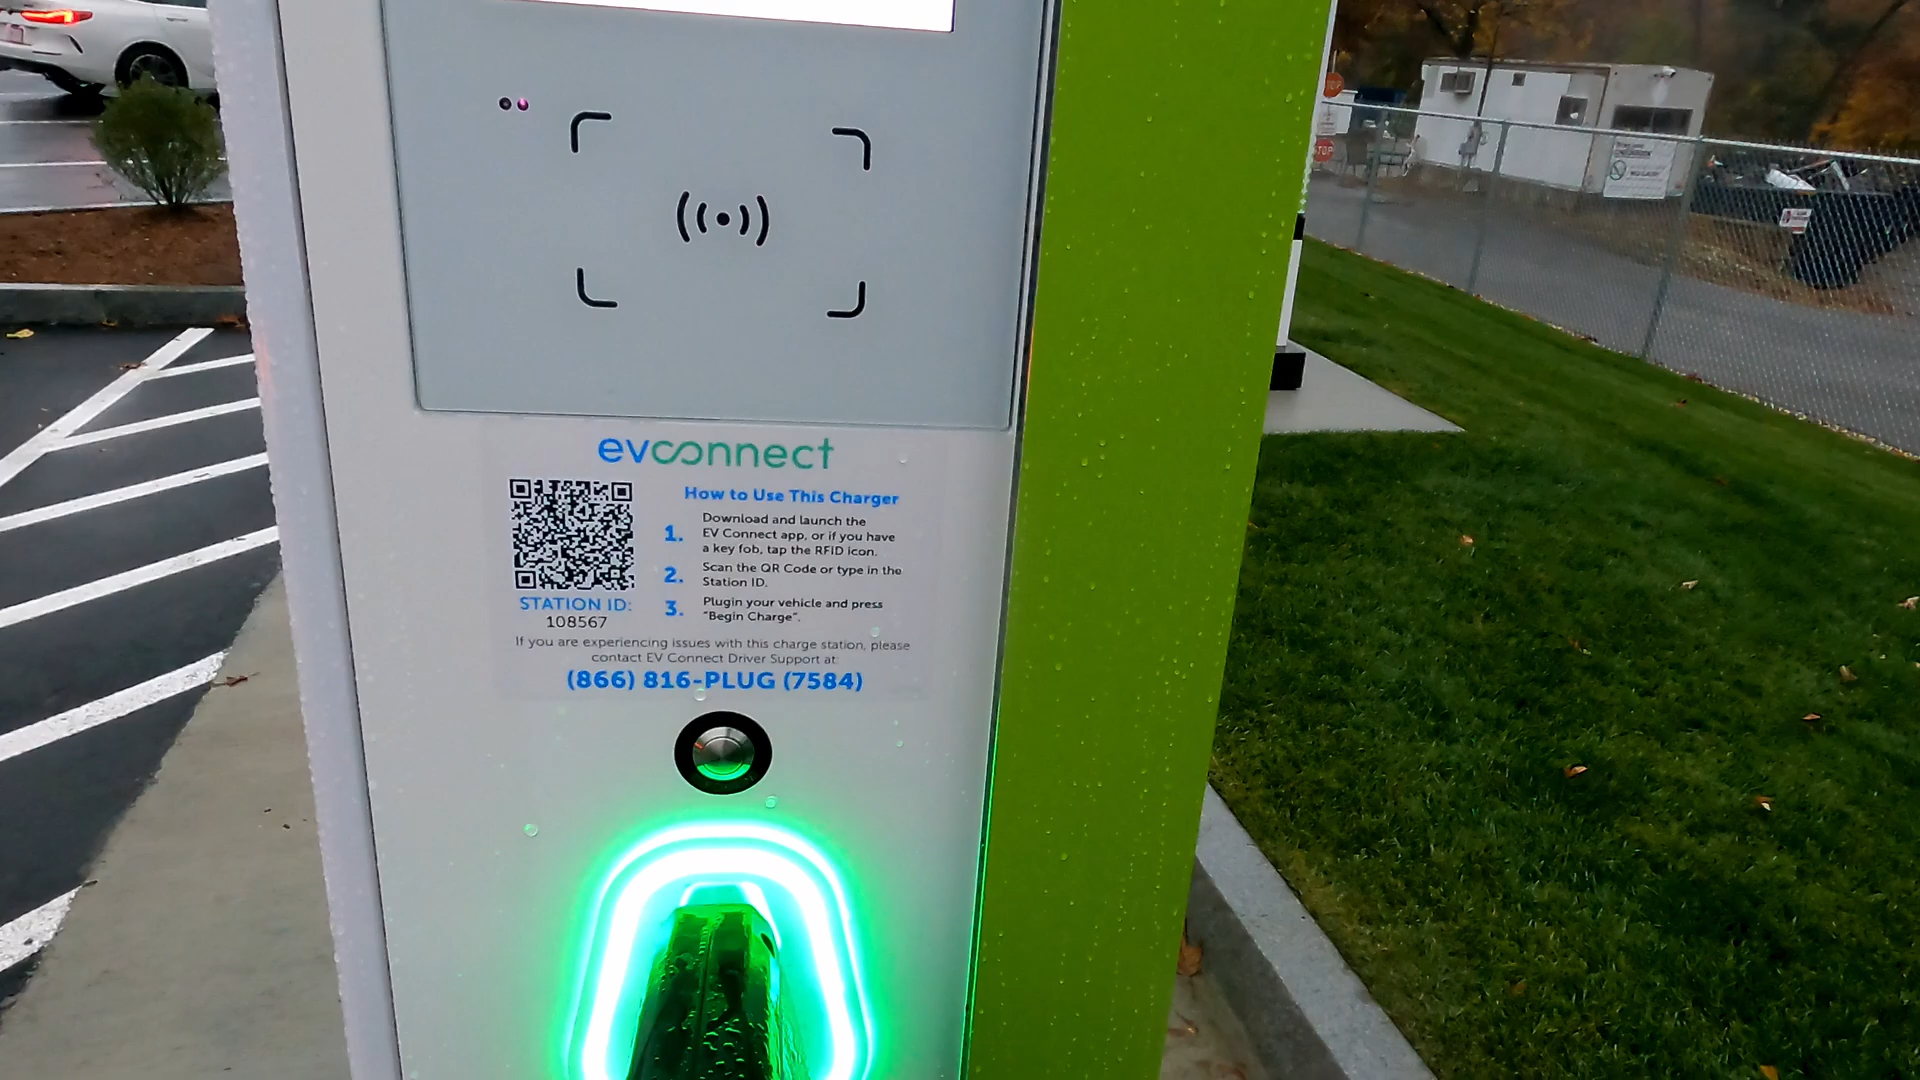 evconnect
How to Use This Charger
1. Download and launch the
EV Connect app, or if you have
a key fob, tap the RFID icon.
2. Scan the QR Code or type in the
Station ID.
3. Plugin your vehicle and press
"Begin Charge".
STATION ID:
108567
If you are experiencing issues with this charge station, please
contact EV Connect Driver Support at:
(866) 816-PLUG (7584)
STOP
STOP